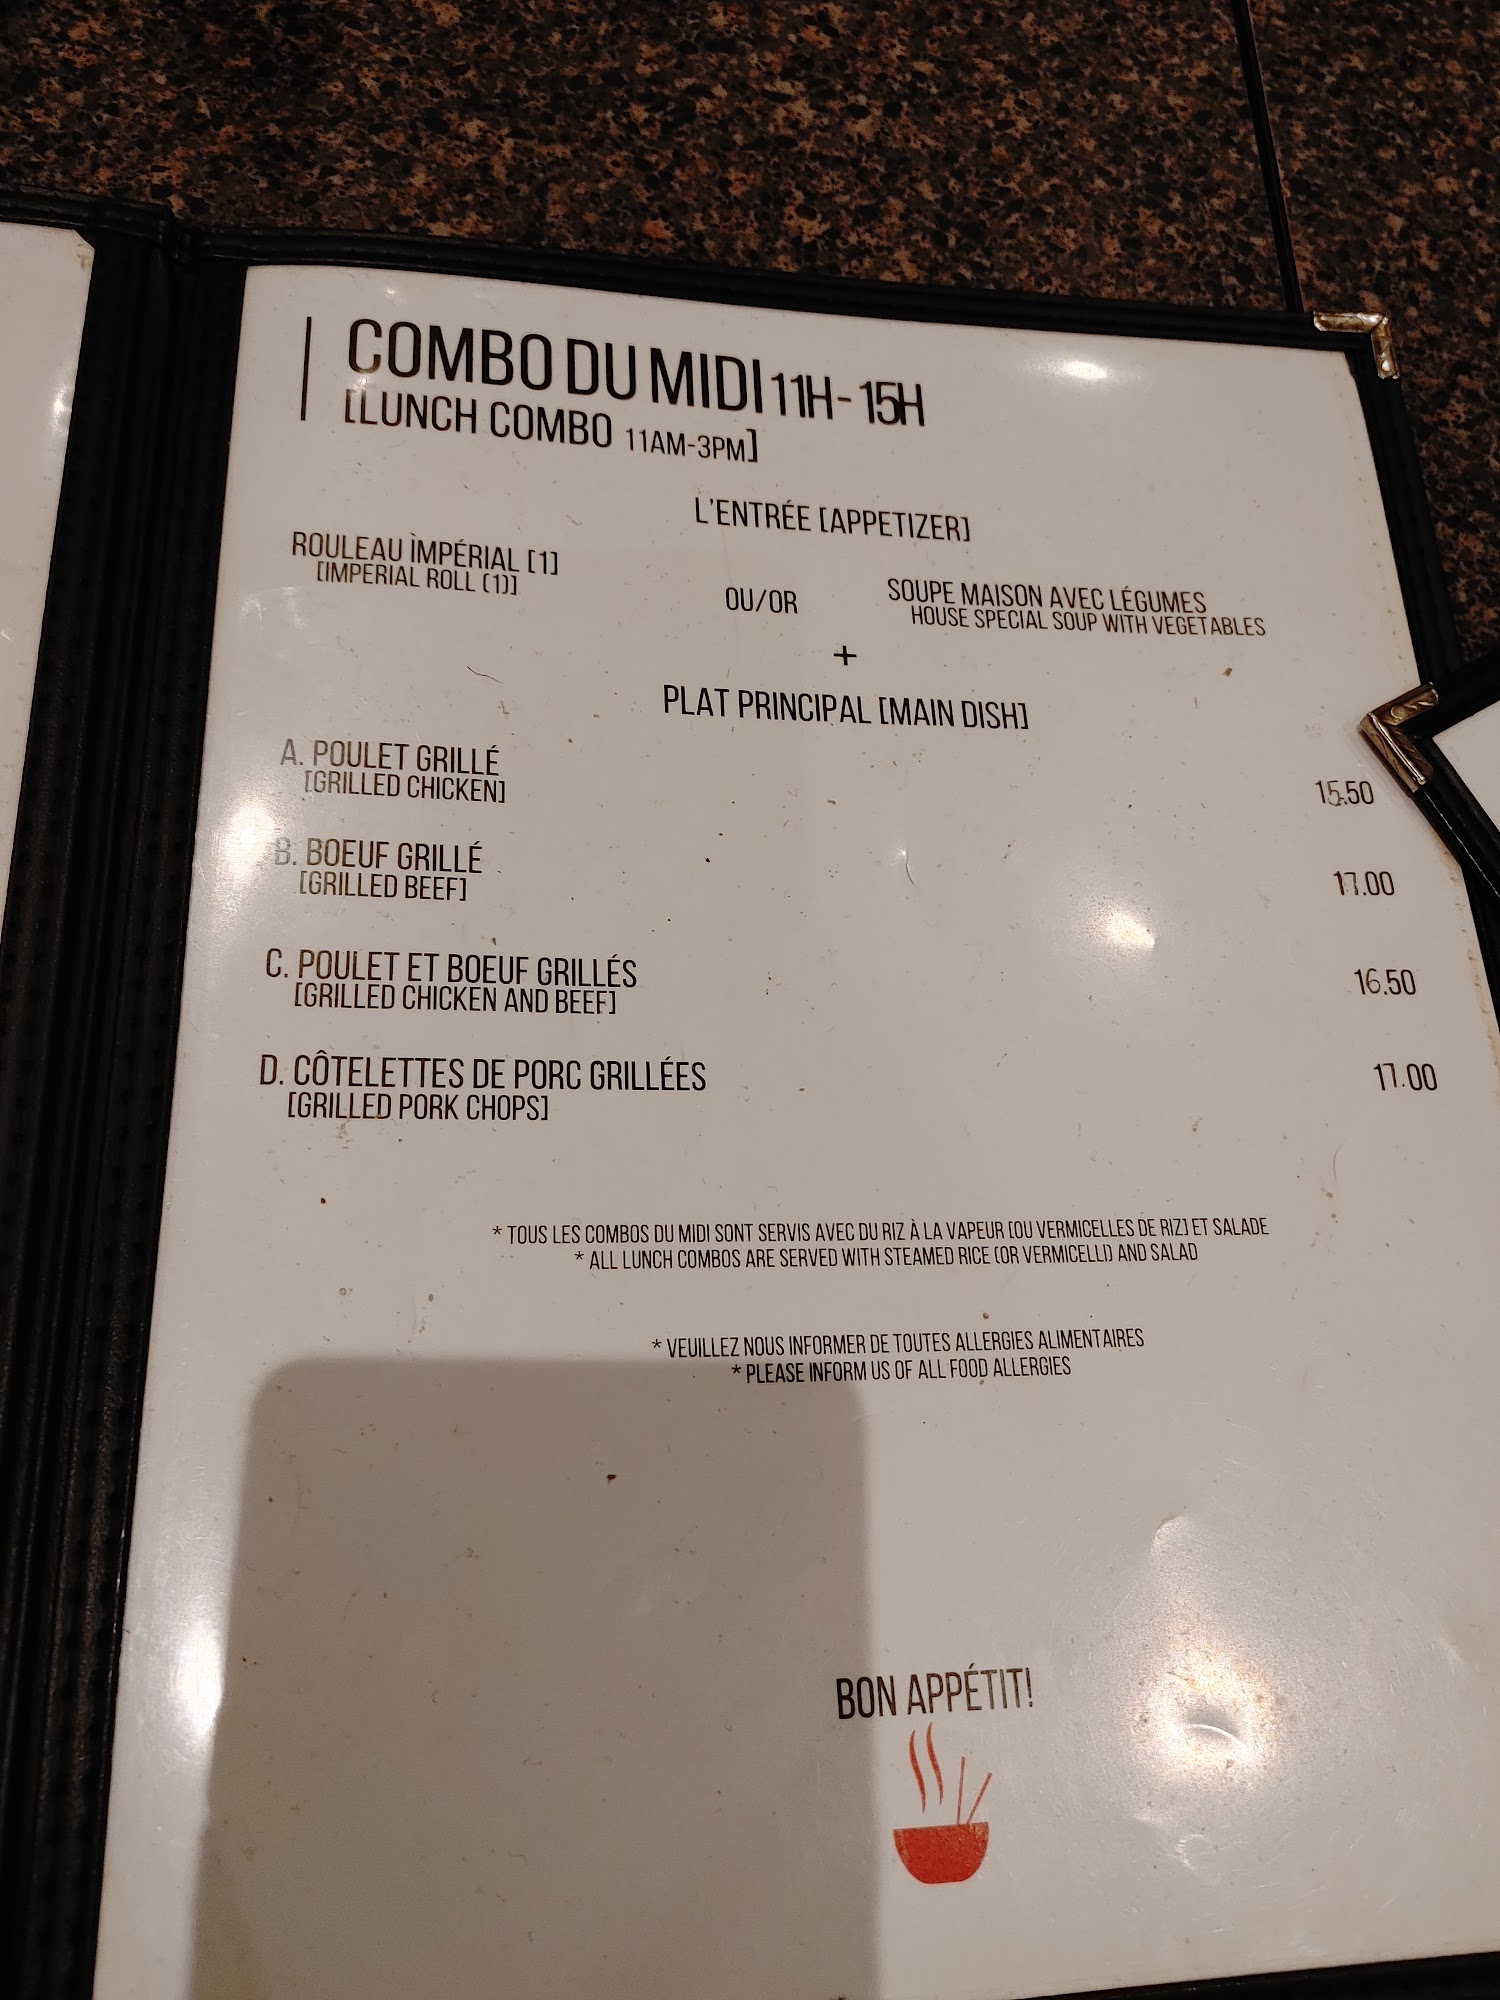 COMBO DU MIDI 11H - 15H
[LUNCH COMBO 11AM-3PM]
L'ENTRÉE [APPETIZER]
ROULEAU IMPÉRIAL [1]
[IMPERIAL ROLL (1)]
OU/OR
SOUPE MAISON AVEC LÉGUMES
HOUSE SPECIAL SOUP WITH VEGETABLES
+
PLAT PRINCIPAL [MAIN DISH]
A. POULET GRILLÉ 15.50
[GRILLED CHICKEN]
B. BOEUF GRILLÉ 17.00
[GRILLED BEEF]
C. POULET ET BOEUF GRILLÉS 16.50
[GRILLED CHICKEN AND BEEF]
D. CÔTELETTES DE PORC GRILLÉES 17.00
[GRILLED PORK CHOPS]
* TOUS LES COMBOS DU MIDI SONT SERVIS AVEC DU RIZ À LA VAPEUR [OU VERMICELLES DE RIZ] ET SALADE
* ALL LUNCH COMBOS ARE SERVED WITH STEAMED RICE (OR VERMICELLI) AND SALAD
* VEUILLEZ NOUS INFORMER DE TOUTES ALLERGIES ALIMENTAIRES
* PLEASE INFORM US OF ALL FOOD ALLERGIES
BON APPÉTIT!